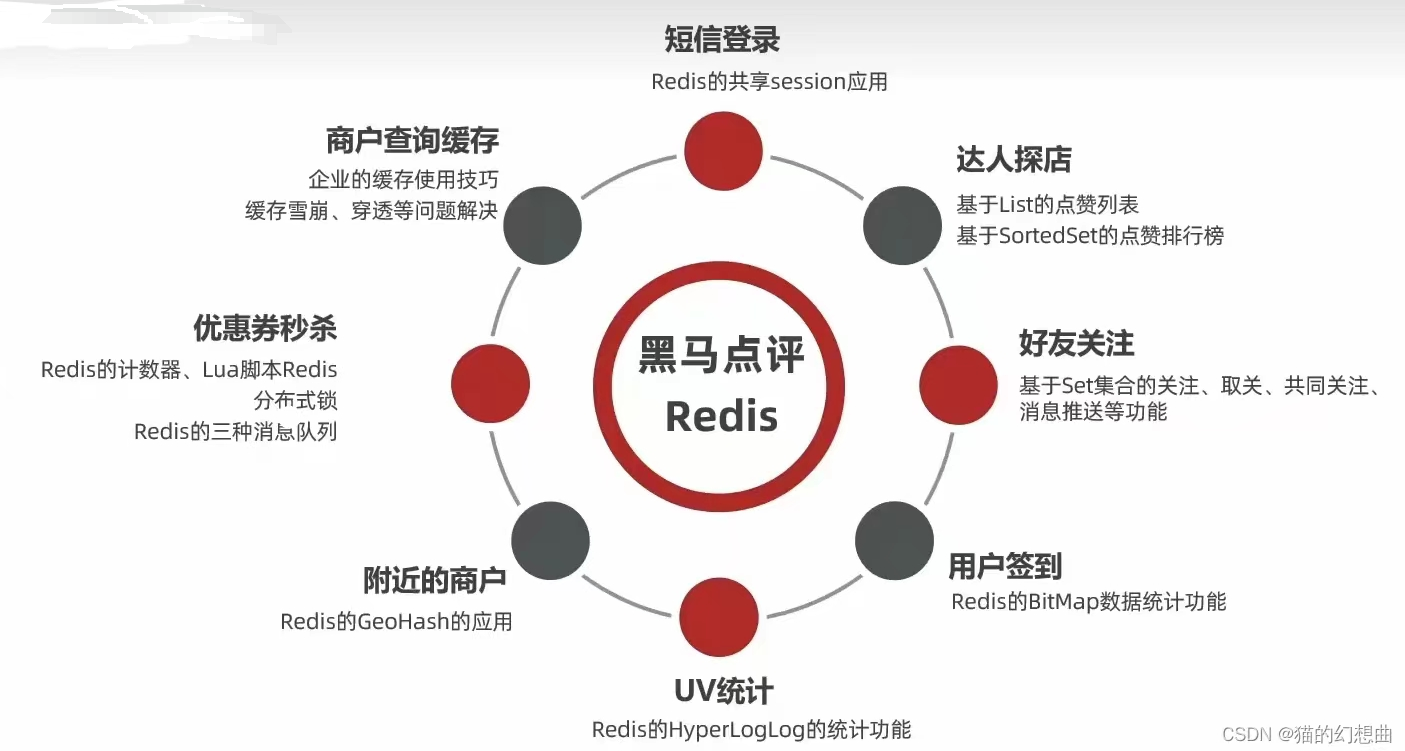 短信登录
Redis的共享session应用
商户查询缓存
企业的缓存使用技巧
缓存雪崩、穿透等问题解决
达人探店
基于List的点赞列表
基于SortedSet的点赞排行榜
优惠券秒杀
Redis的计数器、Lua脚本Redis
分布式锁
Redis的三种消息队列
黑马点评
Redis
好友关注
基于Set集合的关注、取关、共同关注、
消息推送等功能
附近的商户
Redis的GeoHash的应用
用户签到
Redis的BitMap数据统计功能
UV统计
Redis的HyperLogLog的统计功能
CSDN @猫的幻想曲